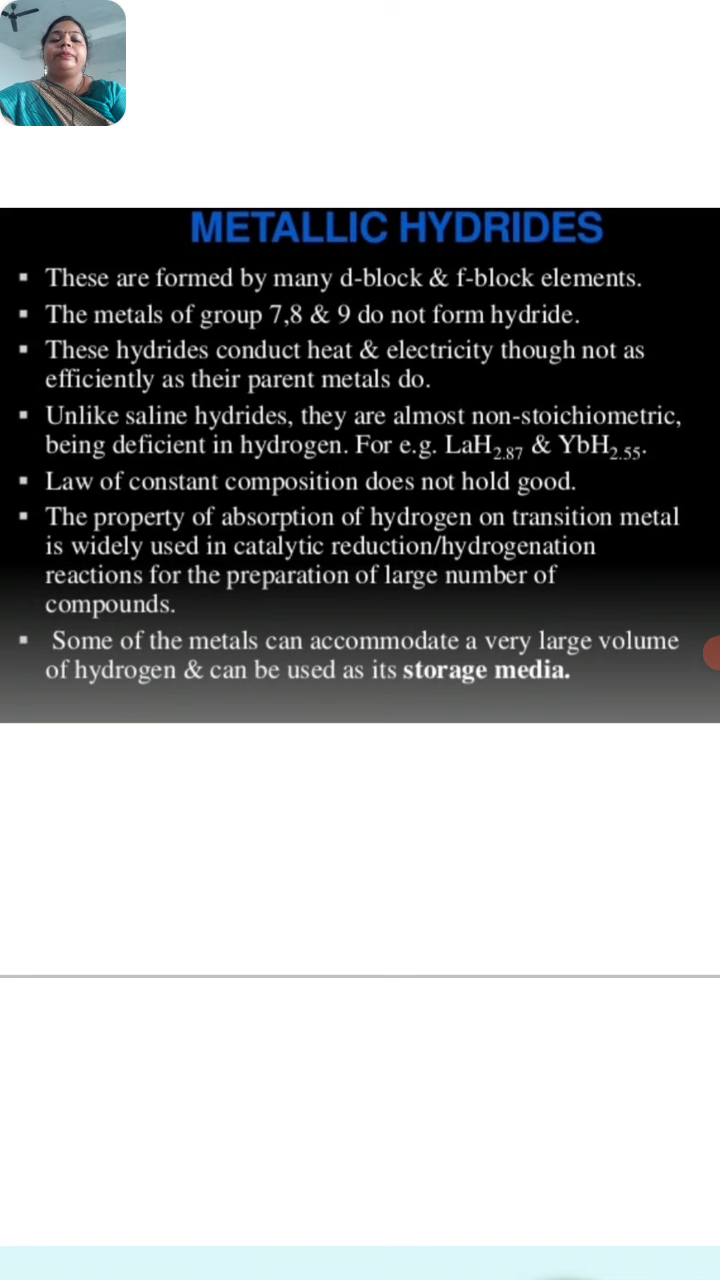 METALLIC HYDRIDES
▪ These are formed by many d-block & f-block elements.
▪ The metals of group 7,8 & 9 do not form hydride.
▪ These hydrides conduct heat & electricity though not as
efficiently as their parent metals do.
▪ Unlike saline hydrides, they are almost non-stoichiometric,
being deficient in hydrogen. For e.g. LaH₂.₈₇ & YbH₂.₅₅.
▪ Law of constant composition does not hold good.
▪ The property of absorption of hydrogen on transition metal
is widely used in catalytic reduction/hydrogenation
reactions for the preparation of large number of
compounds.
▪ Some of the metals can accommodate a very large volume
of hydrogen & can be used as its storage media.